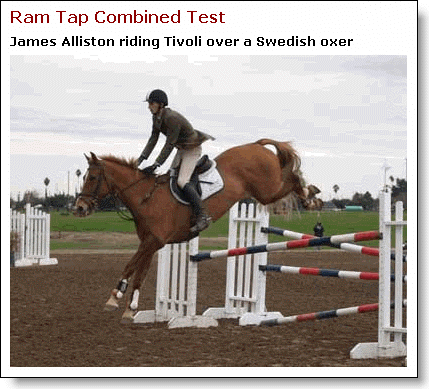 Ram Tap Combined Test
James Alliston riding Tivoli over a Swedish oxer